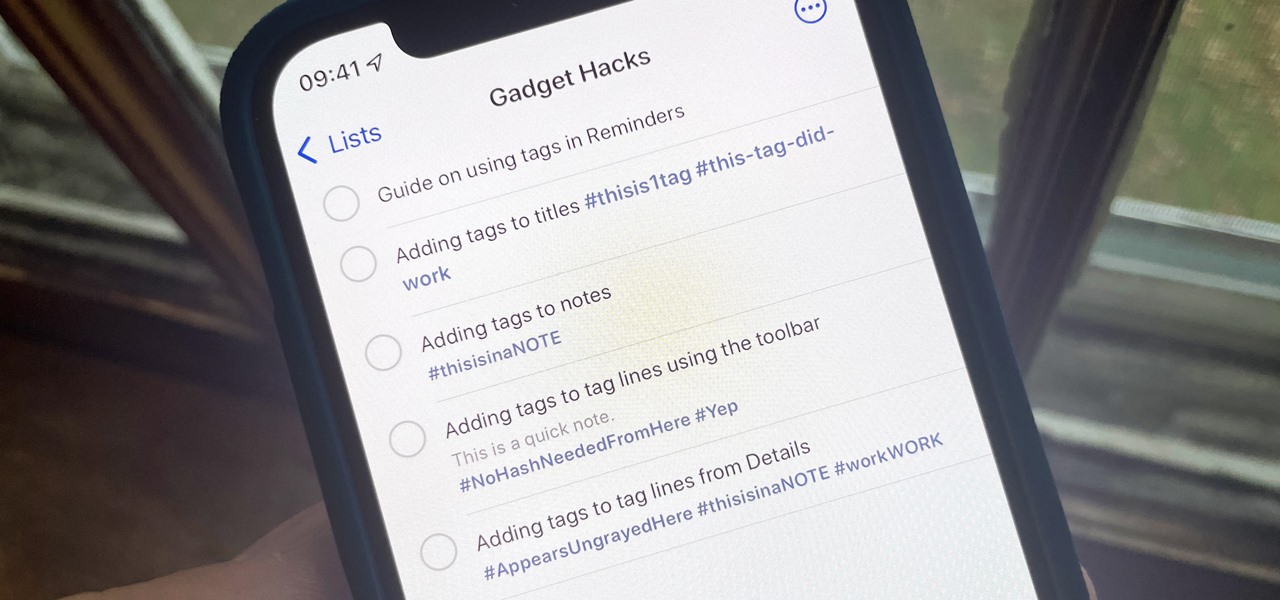 09:41
Gadget Hacks
Lists
Guide on using tags in Reminders
Adding tags to titles #thisis1tag #this-tag-did-
work
Adding tags to notes
#thisisinaNOTE
Adding tags to tag lines using the toolbar
This is a quick note.
#NoHashNeededFromHere #Yep
Adding tags to tag lines from Details
#AppearsUngrayedHere #thisisinaNOTE #workWORK